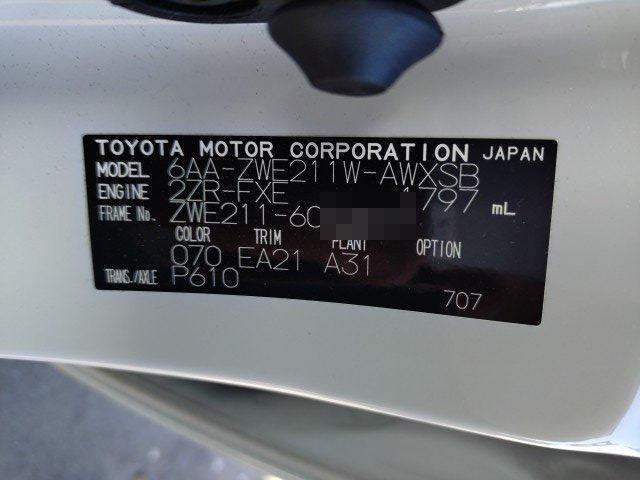 TOYOTA MOTOR CORPORATION JAPAN
MODEL 6AA-ZWE211W-AWXSB
ENGINE 2ZR-FXE 1797 mL
FRAME No. ZWE211-60
COLOR TRIM PLANT OPTION
070 EA21 A31
TRANS./AXLE P610
707